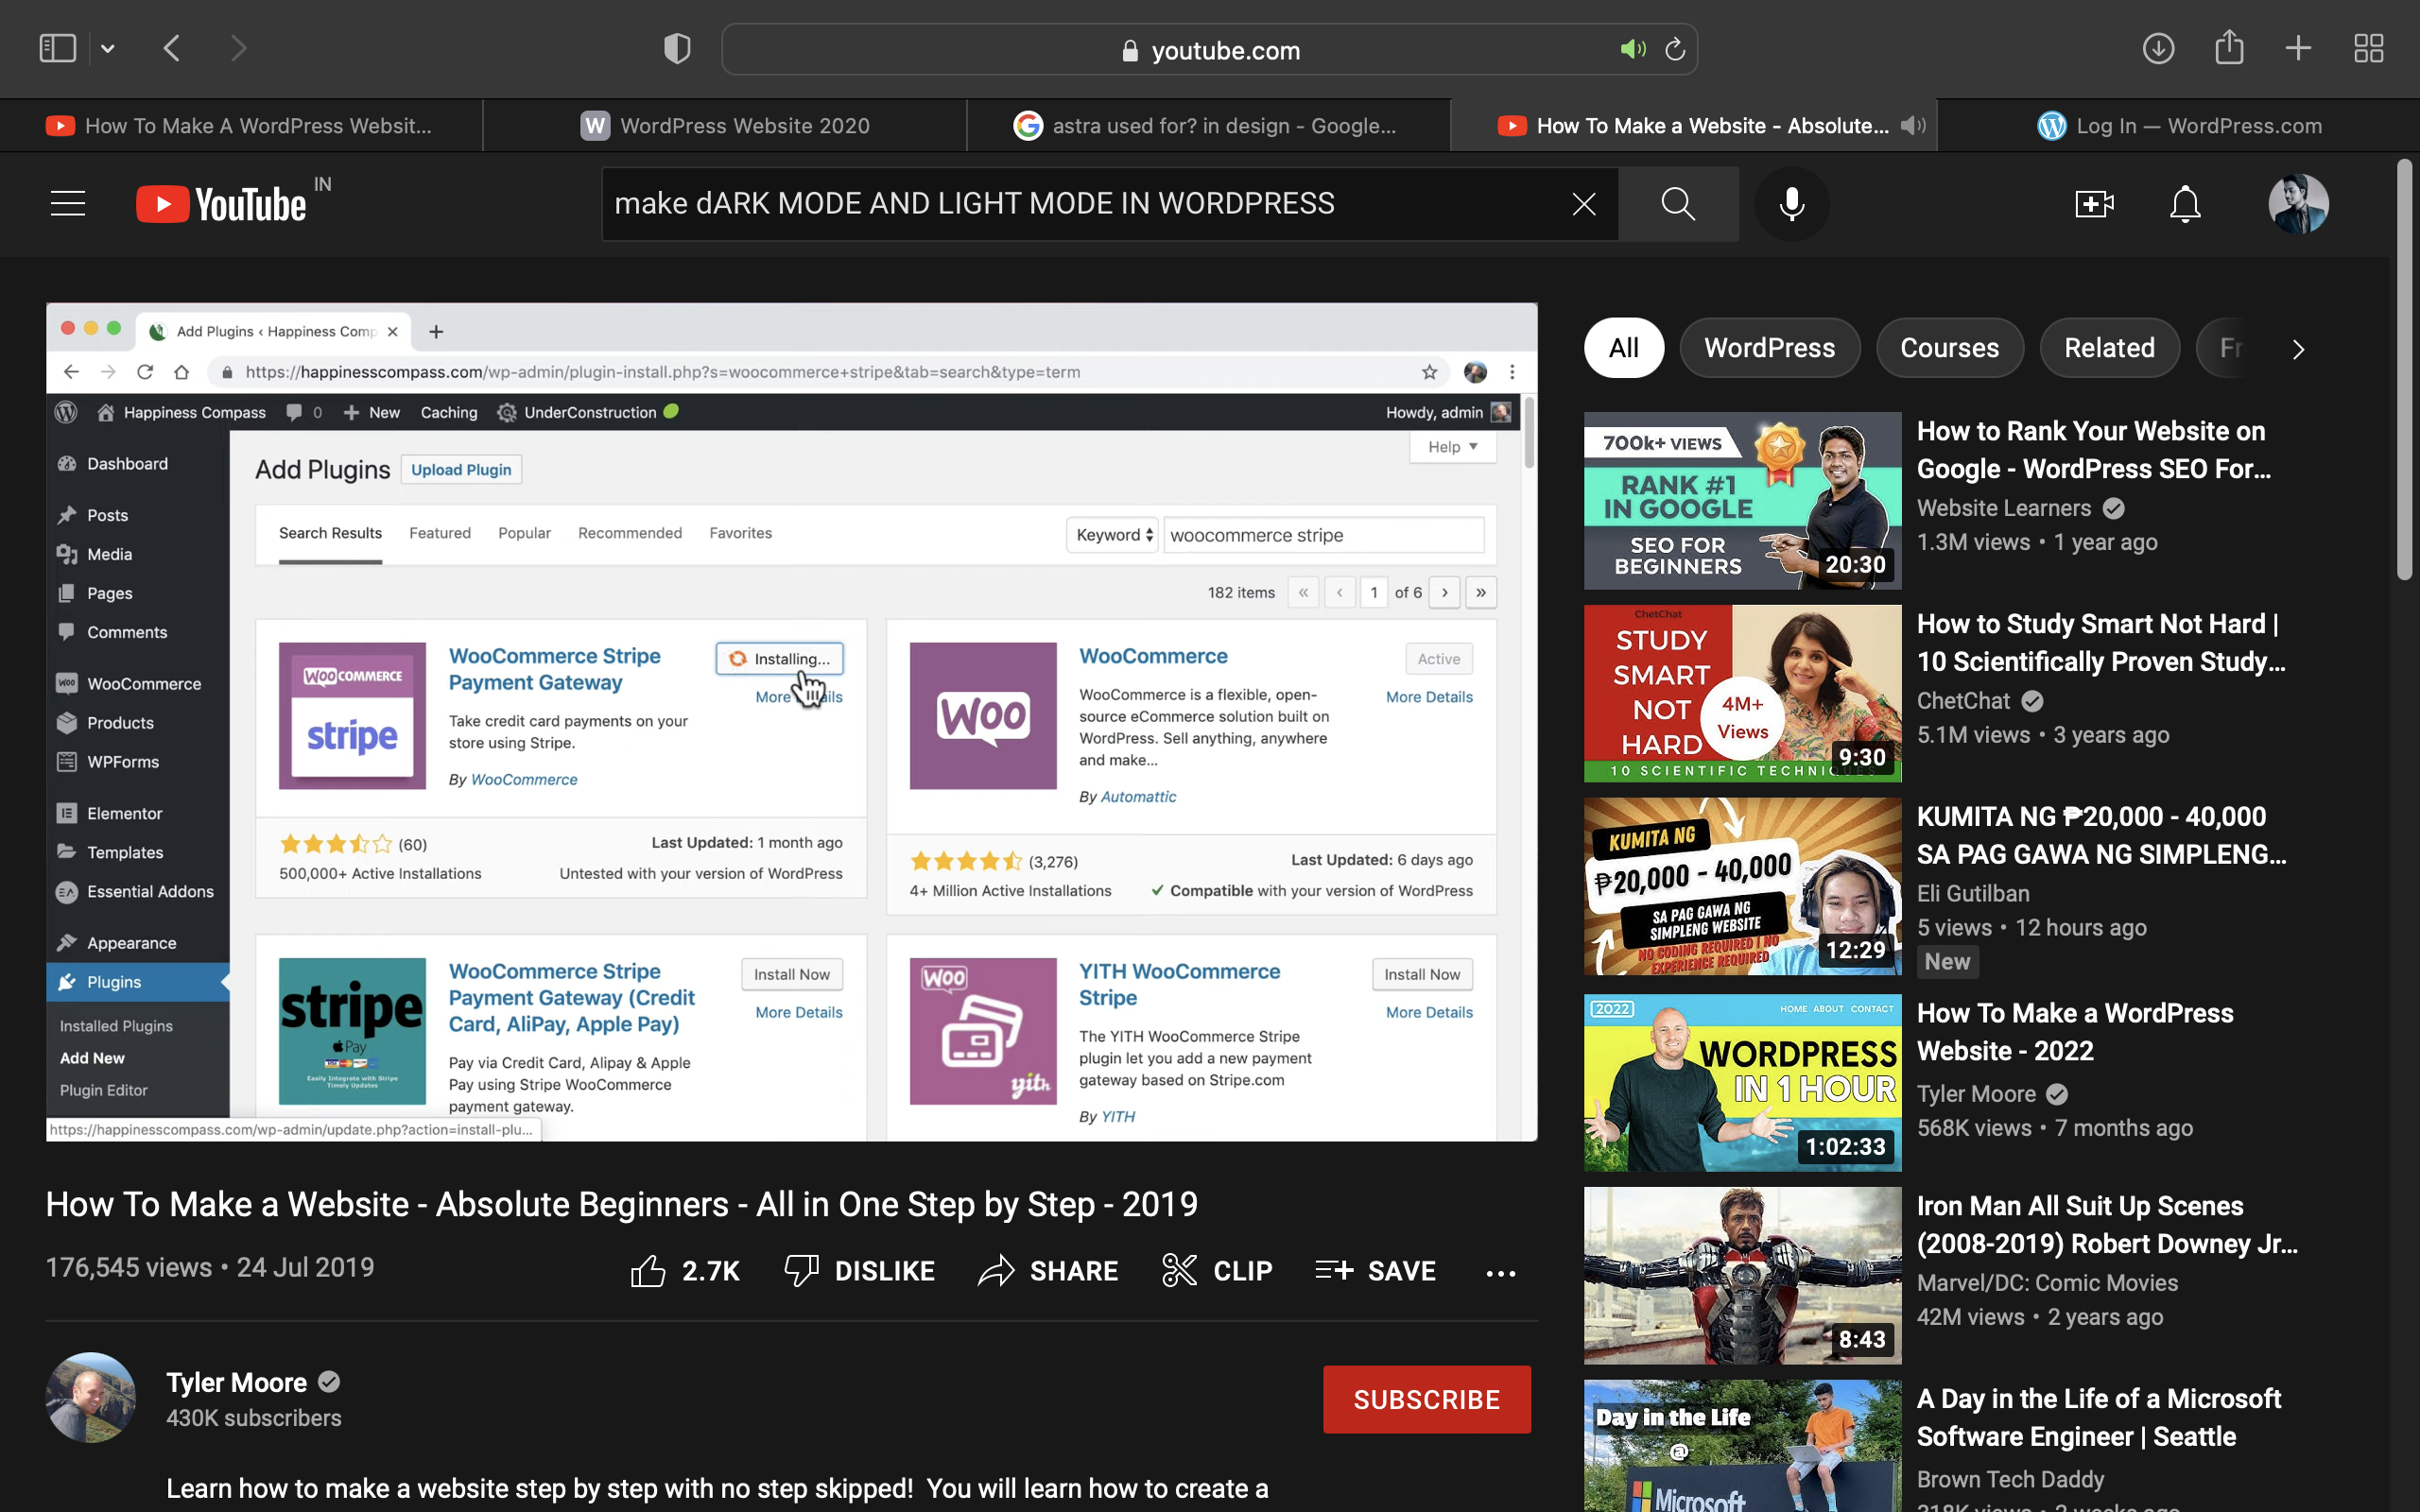 youtube.com
How To Make A WordPress Websit...
W WordPress Website 2020
astra used for? in design - Google...
How To Make a Website - Absolute...
Log In — WordPress.com
YouTube IN
make dARK MODE AND LIGHT MODE IN WORDPRESS
Add Plugins ‹ Happiness Comp
https://happinesscompass.com/wp-admin/plugin-install.php?s=woocommerce+stripe&tab=search&type=term
Happiness Compass 0 New Caching UnderConstruction
Howdy, admin
Dashboard
Posts
Media
Pages
Comments
WooCommerce
Products
WPForms
Elementor
Templates
Essential Addons
Appearance
Plugins
Installed Plugins
Add New
Plugin Editor
https://happinesscompass.com/wp-admin/update.php?action=install-plu...
Help
Add Plugins Upload Plugin
Search Results Featured Popular Recommended Favorites
Keyword woocommerce stripe
182 items « ‹ 1 of 6 › »
WOO COMMERCE
stripe
WooCommerce Stripe
Payment Gateway
Installing...
More
ils
Take credit card payments on your
store using Stripe.
By WooCommerce
(60)
500,000+ Active Installations
Last Updated: 1 month ago
Untested with your version of WordPress
WOO
WooCommerce
Active
More Details
WooCommerce is a flexible, open-
source eCommerce solution built on
WordPress. Sell anything, anywhere
and make...
By Automattic
(3,276)
4+ Million Active Installations
Last Updated: 6 days ago
Compatible with your version of WordPress
stripe
Pay
Easily Integrate with Stripe
Timely Updates
WooCommerce Stripe
Payment Gateway (Credit
Card, AliPay, Apple Pay)
Install Now
More Details
Pay via Credit Card, Alipay & Apple
Pay using Stripe WooCommerce
payment gateway.
WOO
yith
YITH WooCommerce
Stripe
Install Now
More Details
The YITH WooCommerce Stripe
plugin let you add a new payment
gateway based on Stripe.com
By YITH
How To Make a Website - Absolute Beginners - All in One Step by Step - 2019
176,545 views • 24 Jul 2019
2.7K DISLIKE SHARE CLIP SAVE
Tyler Moore
430K subscribers
SUBSCRIBE
Learn how to make a website step by step with no step skipped! You will learn how to create a
All WordPress Courses Related Fr
700k+ VIEWS
RANK #1
IN GOOGLE
SEO FOR
BEGINNERS
20:30
How to Rank Your Website on
Google - WordPress SEO For...
Website Learners
1.3M views • 1 year ago
ChetChat
STUDY
SMART
NOT
HARD
4M+
Views
9:30
10 SCIENTIFIC TECHNIQUES
How to Study Smart Not Hard |
10 Scientifically Proven Study...
ChetChat
5.1M views • 3 years ago
KUMITA NG
₱20,000 - 40,000
SA PAG GAWA NG
SIMPLENG WEBSITE
NO CODING REQUIRED | NO
EXPERIENCE REQUIRED
12:29
KUMITA NG ₱20,000 - 40,000
SA PAG GAWA NG SIMPLENG...
Eli Gutilban
5 views • 12 hours ago
New
2022
HOME ABOUT CONTACT
WORDPRESS
IN 1 HOUR
1:02:33
How To Make a WordPress
Website - 2022
Tyler Moore
568K views • 7 months ago
8:43
Iron Man All Suit Up Scenes
(2008-2019) Robert Downey Jr...
Marvel/DC: Comic Movies
42M views • 2 years ago
Day in the Life
@
Microsoft
A Day in the Life of a Microsoft
Software Engineer | Seattle
Brown Tech Daddy